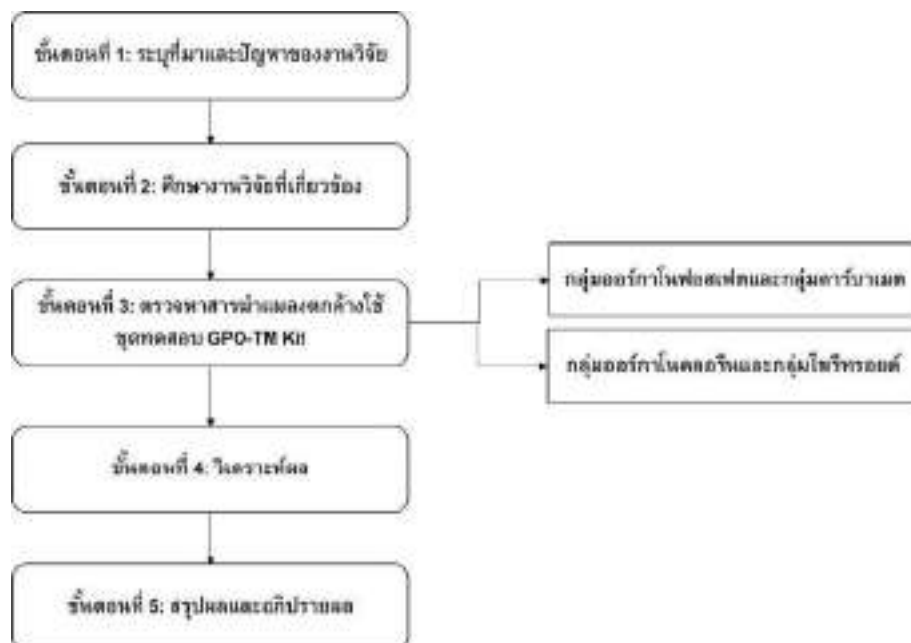 ขั้นตอนที่ 1: ระบุที่มาและปัญหาของงานวิจัย
ขั้นตอนที่ 2: ศึกษางานวิจัยที่เกี่ยวข้อง
ขั้นตอนที่ 3: ตรวจหาสารฆ่าแมลงตกค้างใช้
ชุดทดสอบ GPO-TM Kit
กลุ่มออร์กาโนฟอสเฟตและกลุ่มคาร์บาเมต
กลุ่มออร์กาโนคลอรีนและกลุ่มไพรีทรอยด์
ขั้นตอนที่ 4: วิเคราะห์ผล
ขั้นตอนที่ 5: สรุปผลและอภิปรายผล